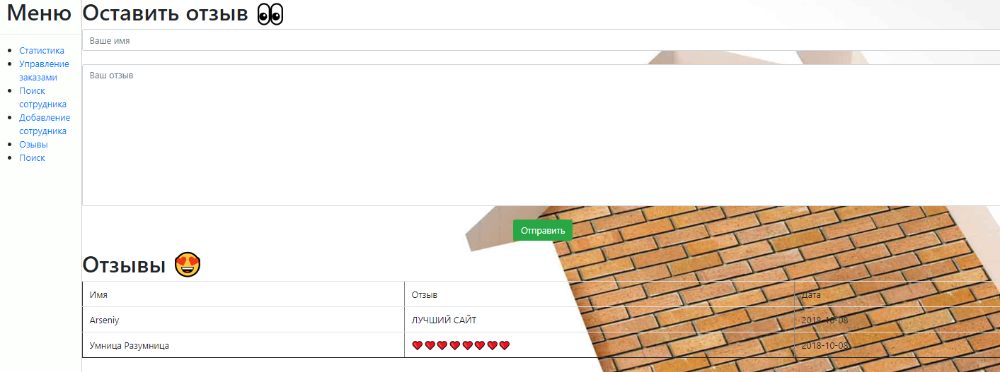 Меню
Статистика
Управление
заказами
Поиск
сотрудника
Добавление
сотрудника
Озывы
Поиск
Оставить отзыв 👀
Ваше имя
Ваш отзыв
Отправить
Отзывы 😍
Имя Отзыв Дата
Arseniy ЛУЧШИЙ САЙТ 2018-10-08
Умница Разумница ❤❤❤❤❤❤❤❤ 2018-10-08